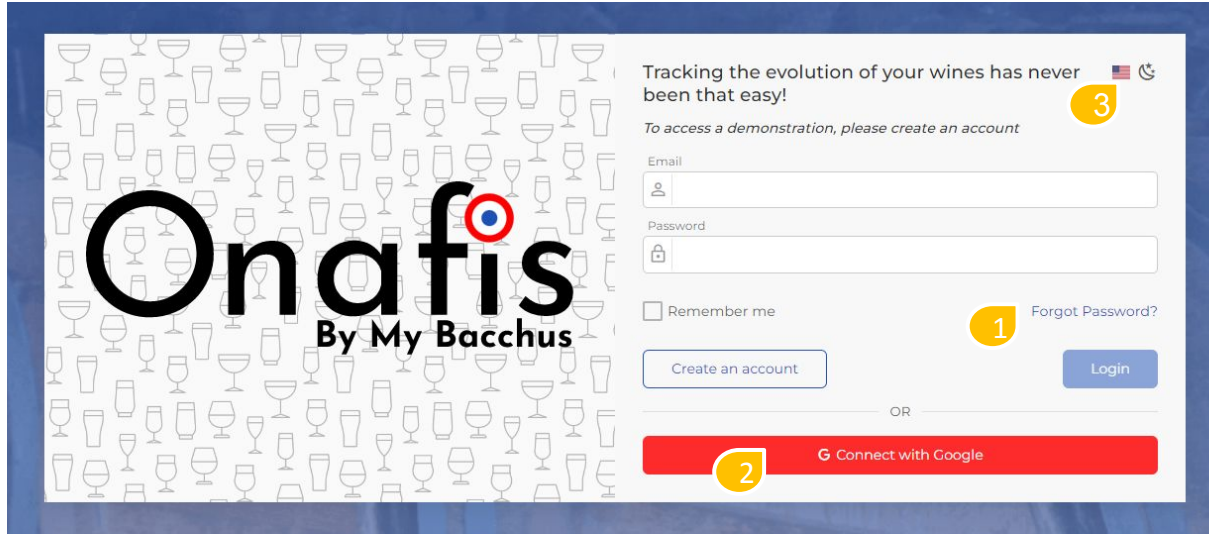 Onafis
By My Bacchus
Tracking the evolution of your wines has never
been that easy!
3
To access a demonstration, please create an account
Email
Password
Remember me
1
Forgot Password?
Create an account
Login
OR
G Connect with Google
2